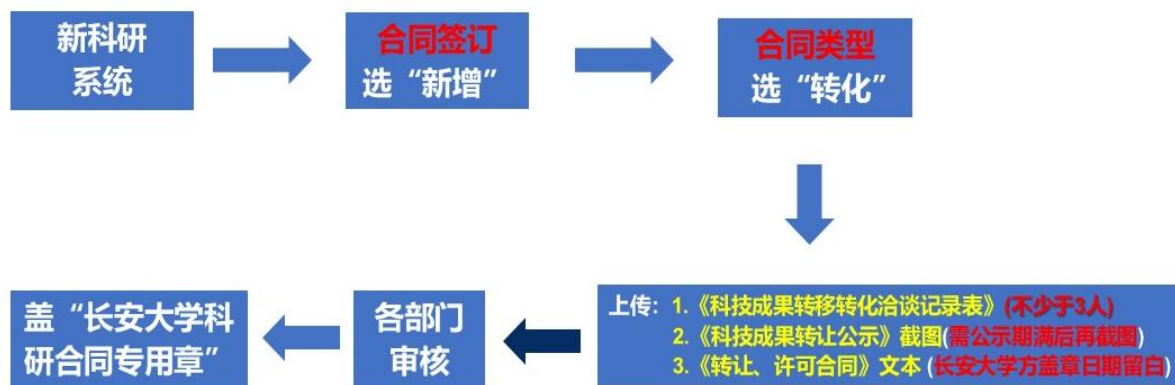 新科研
系统
合同签订
选“新增”
合同类型
选“转化”
上传：1.《科技成果转移转化洽谈记录表》(不少于3人)
2.《科技成果转让公示》截图(需公示期满后再截图)
3.《转让、许可合同》文本 (长安大学方盖章日期留白)
各部门
审核
盖“长安大学科
研合同专用章”